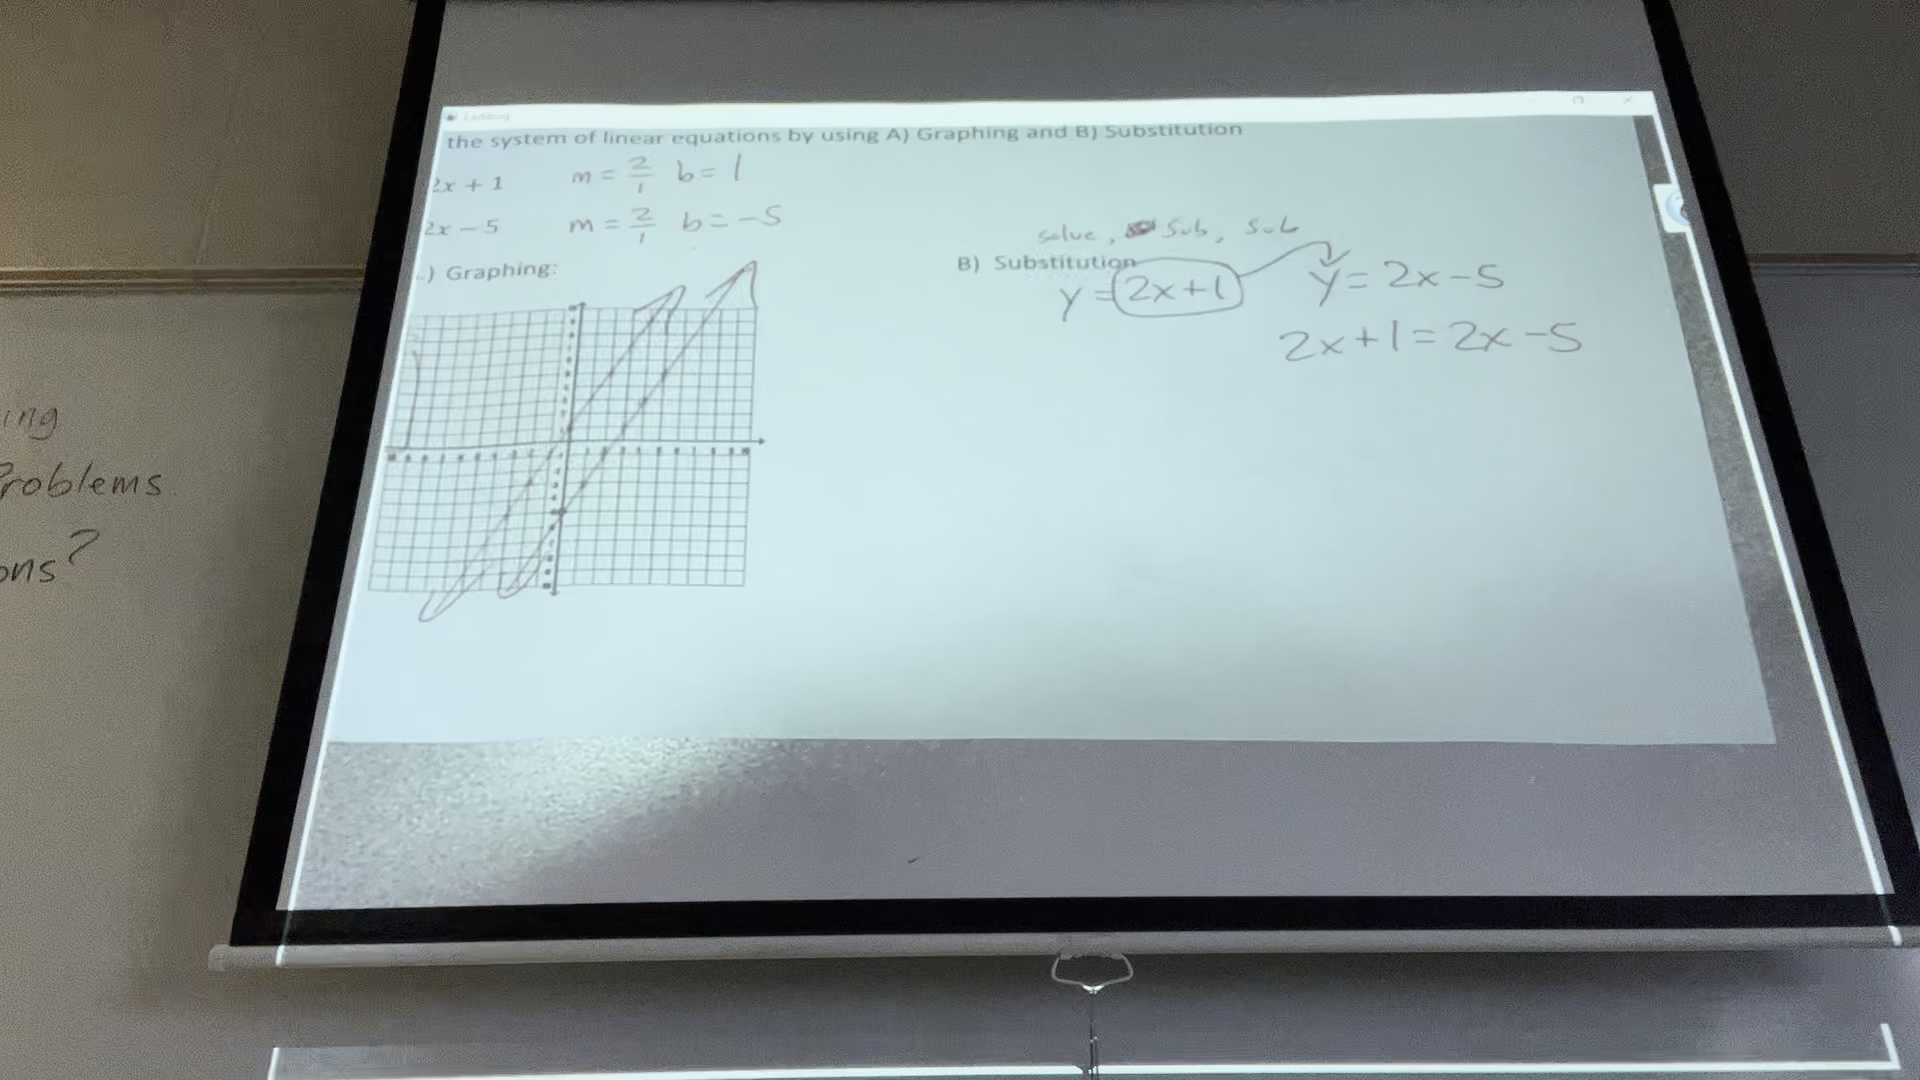 Ladibug
the system of linear equations by using A) Graphing and B) Substitution
2x + 1 m = 2/1 b = 1
2x - 5 m = 2/1 b = -5
) Graphing:
solve, Sub, Sub
B) Substitution
y = 2x+1 y = 2x-5
2x+1 = 2x-5
ing
Problems
ons?